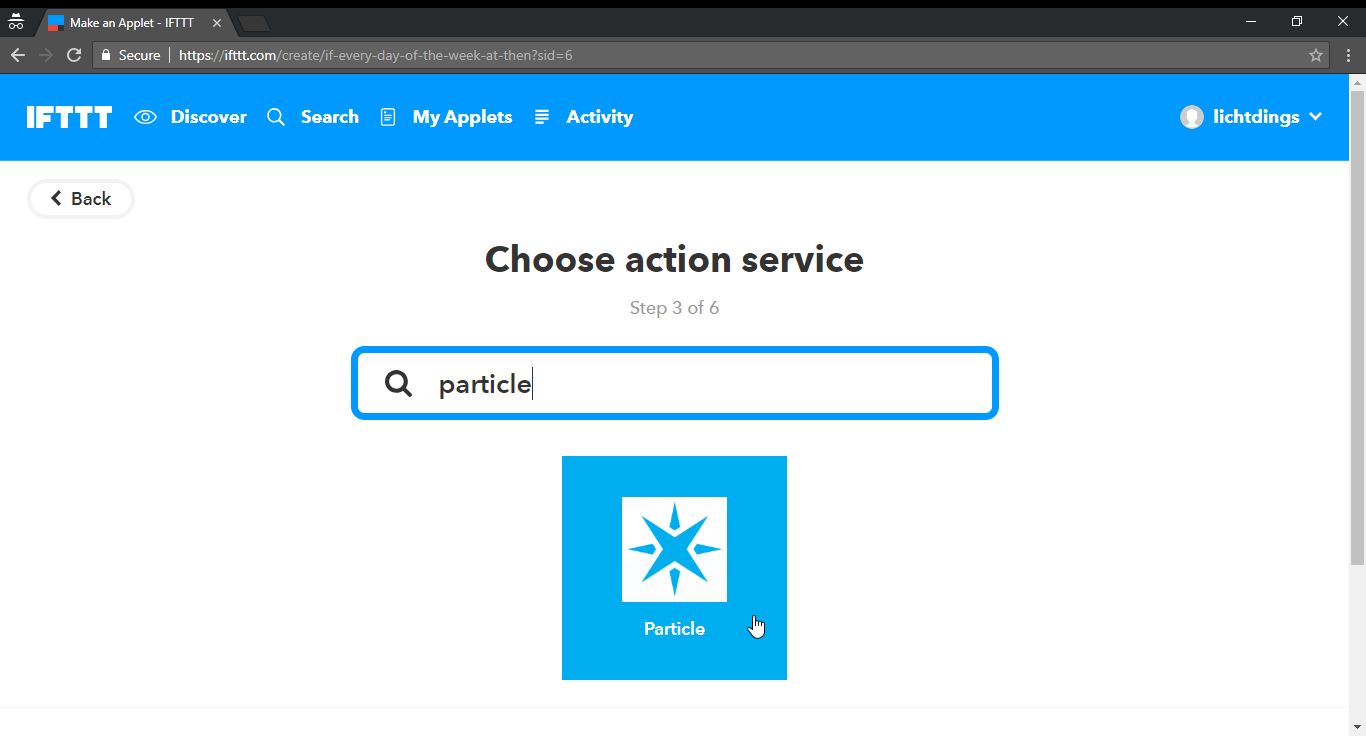 Make an Applet - IFTTT
Secure https://ifttt.com/create/if-every-day-of-the-week-at-then?sid=6
IFTTT Discover Search My Applets Activity lichtdings
Back
Choose action service
Step 3 of 6
particle
Particle